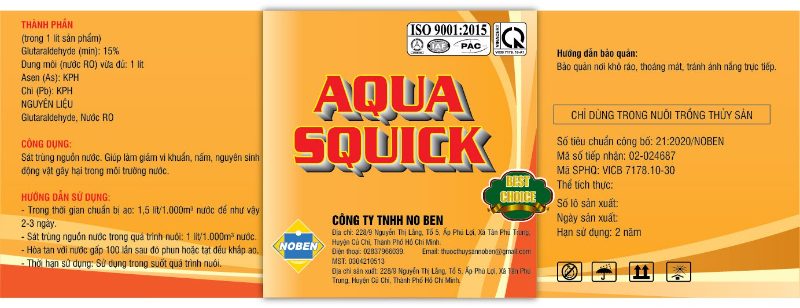 THÀNH PHẦN
(trong 1 lít sản phẩm)
Glutaraldehyde (min): 15%
Dung môi (nước RO) vừa đủ: 1 lít
Asen (As): KPH
Chì (Pb): KPH
NGUYÊN LIỆU
Glutaraldehyde, Nước RO
CÔNG DỤNG:
Sát trùng nguồn nước. Giúp làm giảm vi khuẩn, nấm, nguyên sinh
động vật gây hại trong môi trường nước.
HƯỚNG DẪN SỬ DỤNG:
- Trong thời gian chuẩn bị ao: 1,5 lít/1.000m³ nước để như vậy
2-3 ngày.
- Sát trùng nguồn nước trong quá trình nuôi: 1 lít/1.000m³ nước.
- Hòa tan với nước gấp 100 lần sau đó phun hoặc tạt đều khắp ao.
- Thời hạn sử dụng: Sử dụng trong suốt quá trình nuôi.
ISO 9001:2015
IAF
PAC
VINACERT
VICB 7178.10-R1
AQUA
SQUICK
BEST
CHOICE
NOBEN
CÔNG TY TNHH NO BEN
Địa chỉ: 228/9 Nguyễn Thị Lắng, Tổ 5, Ấp Phú Lợi, Xã Tân Phú Trung,
Huyện Củ Chi, Thành Phố Hồ Chí Minh.
Điện thoại: 02837968039. Email: thuocthuysannoben@gmail.com
MST: 0304210513
Địa chỉ sản xuất: 228/9 Nguyễn Thị Lắng, Tổ 5, Ấp Phú Lợi, Xã Tân Phú
Trung, Huyện Củ Chi, Thành Phố Hồ Chí Minh.
Hướng dẫn bảo quản:
Bảo quản nơi khô ráo, thoáng mát, tránh ánh nắng trực tiếp.
CHỈ DÙNG TRONG NUÔI TRỒNG THỦY SẢN
Số tiêu chuẩn công bố: 21:2020/NOBEN
Mã số tiếp nhận: 02-024687
Mã SPHQ: VICB 7178.10-30
Thể tích thực:
Số lô sản xuất:
Ngày sản xuất:
Hạn sử dụng: 2 năm